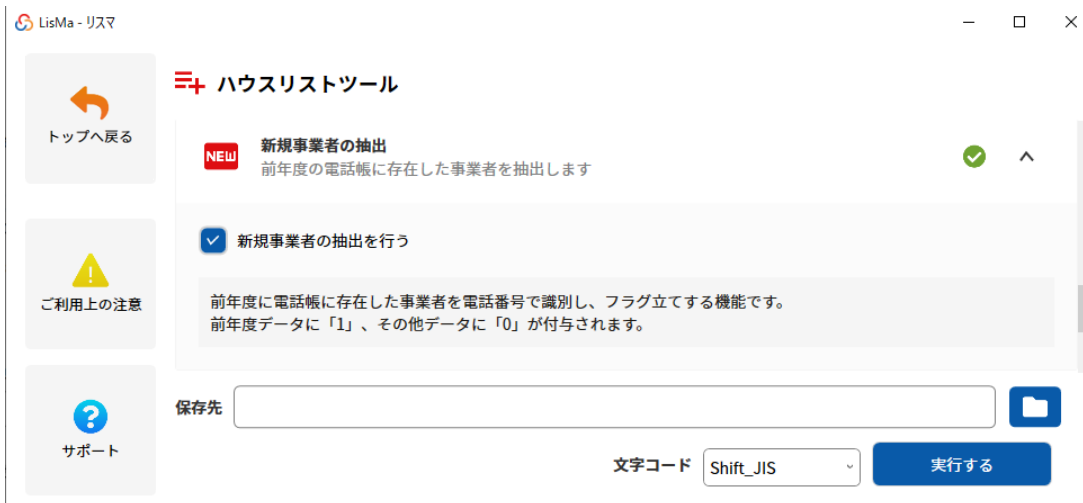 LisMa - リスマ
トップへ戻る
ハウスリストツール
NEW
新規事業者の抽出
前年度の電話帳に存在した事業者を抽出します
新規事業者の抽出を行う
ご利用上の注意
前年度に電話帳に存在した事業者を電話番号で識別し、フラグ立てする機能です。
前年度データに「1」、その他データに「0」が付与されます。
保存先
サポート
文字コード
Shift_JIS
実行する